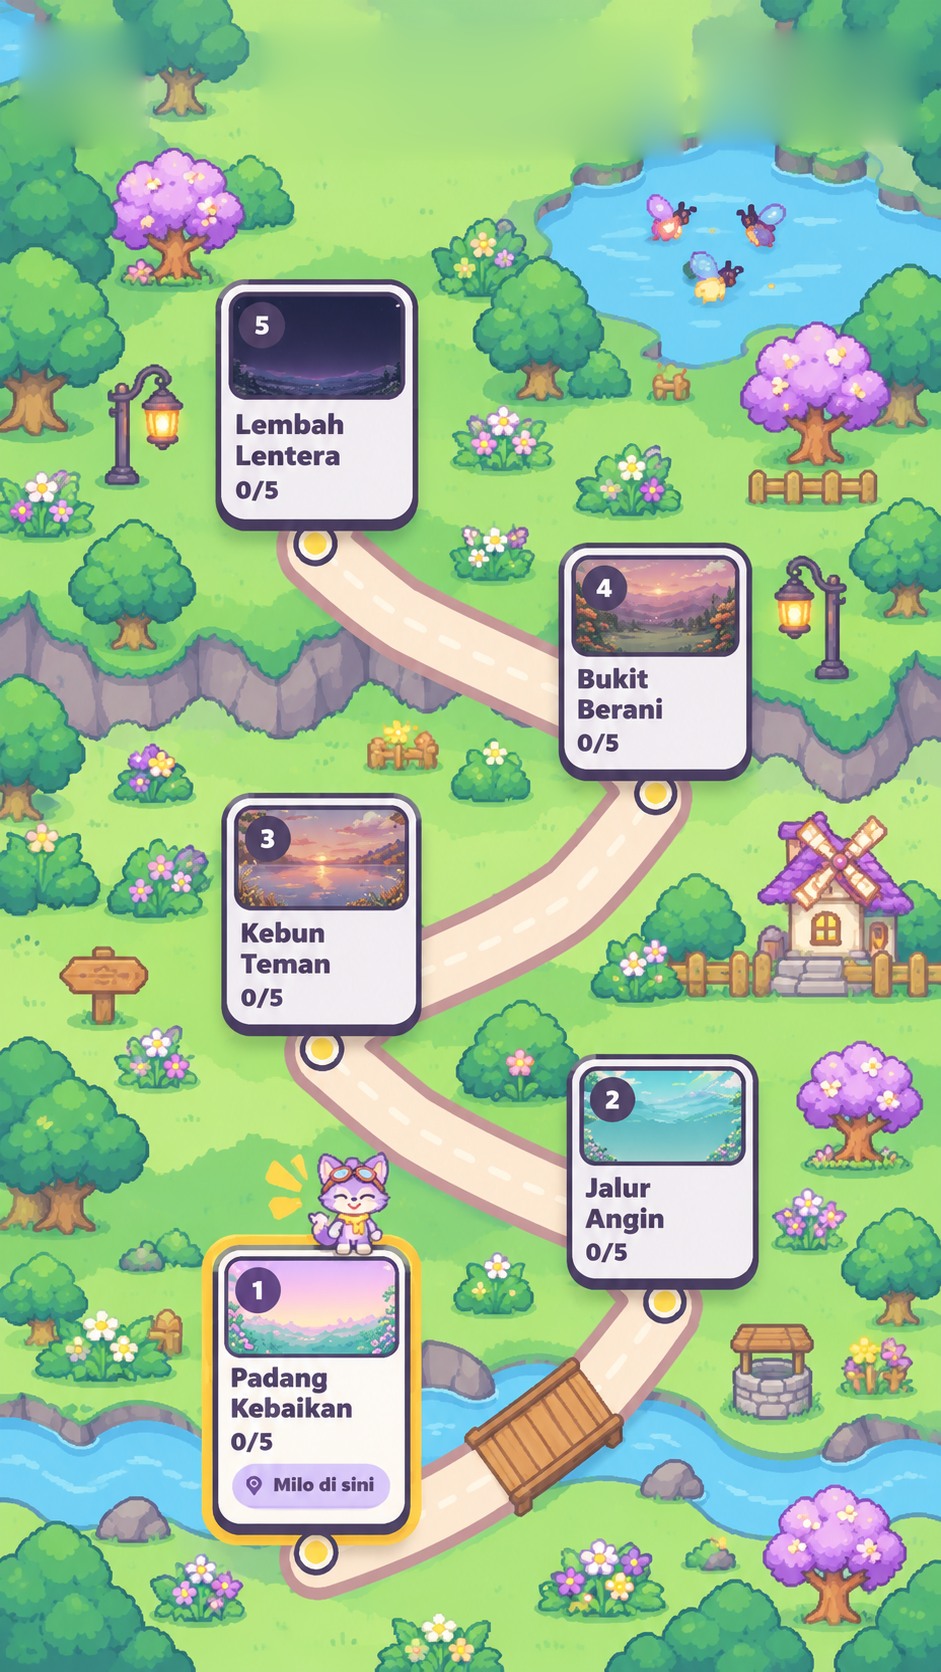 5
Lembah
Lentera
0/5
4
Bukit
Berani
0/5
3
Kebun
Teman
0/5
2
Jalur
Angin
0/5
1
Padang
Kebaikan
0/5
Milo di sini